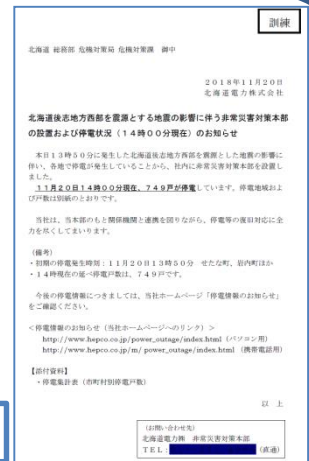 訓練
北海道 総務部 危機対策局 危機対策課 御中
2018年11月20日
北海道電力株式会社
北海道後志地方西部を震源とする地震の影響に伴う非常災害対策本部
の設置および停電状況（14時00分現在）のお知らせ
本日13時50分に発生した北海道後志地方西部を震源とした地震の影響に
伴い、各地で停電が発生していることから、社内に非常災害対策本部を設置し
ました。
11月20日14時00分現在、749戸が停電しています。停電地域およ
び戸数は別紙のとおりです。
当社は、当本部のもと関係機関と連携を図りながら、停電等の復旧対応に全
力を尽くしてまいります。
（備考）
・初期の停電発生時刻：11月20日13時50分 せたな町、岩内町ほか
・14時現在の延べ停電戸数は、749戸です。
今後の停電情報につきましては、当社ホームページ「停電情報のお知らせ」
をご確認ください。
＜停電情報のお知らせ（当社ホームページへのリンク）＞
http://www.hepco.co.jp/power_outage/index.html（パソコン用）
http://www.hepco.co.jp/m/power_outage/index.html（携帯電話用）
【添付資料】
・停電集計表（市町村別停電戸数）
以 上
（お問い合わせ先）
北海道電力㈱ 非常災害対策本部
TEL： （直通）